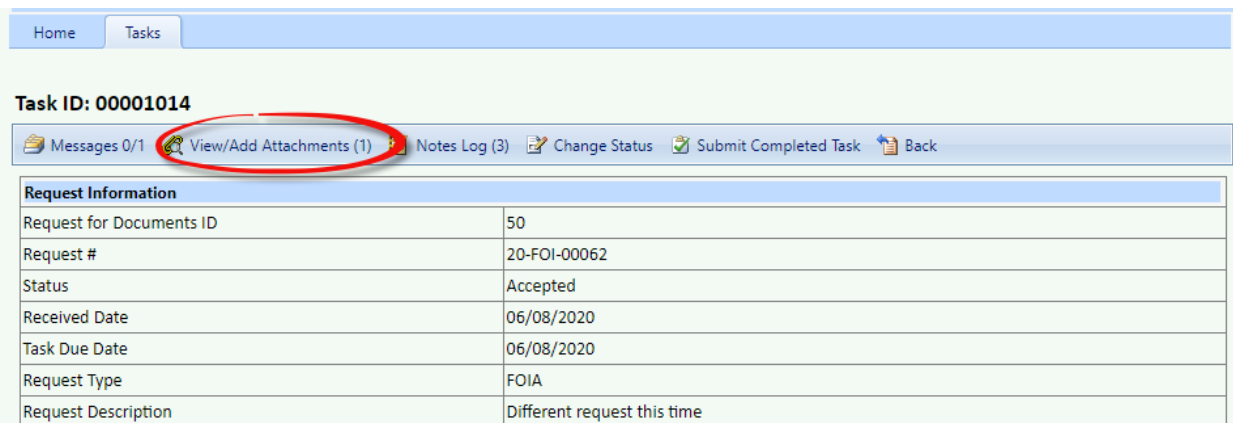 Home Tasks
Task ID: 00001014
Messages 0/1 View/Add Attachments (1) Notes Log (3) Change Status Submit Completed Task Back
Request Information
Request for Documents ID 50
Request # 20-FOI-00062
Status Accepted
Received Date 06/08/2020
Task Due Date 06/08/2020
Request Type FOIA
Request Description Different request this time